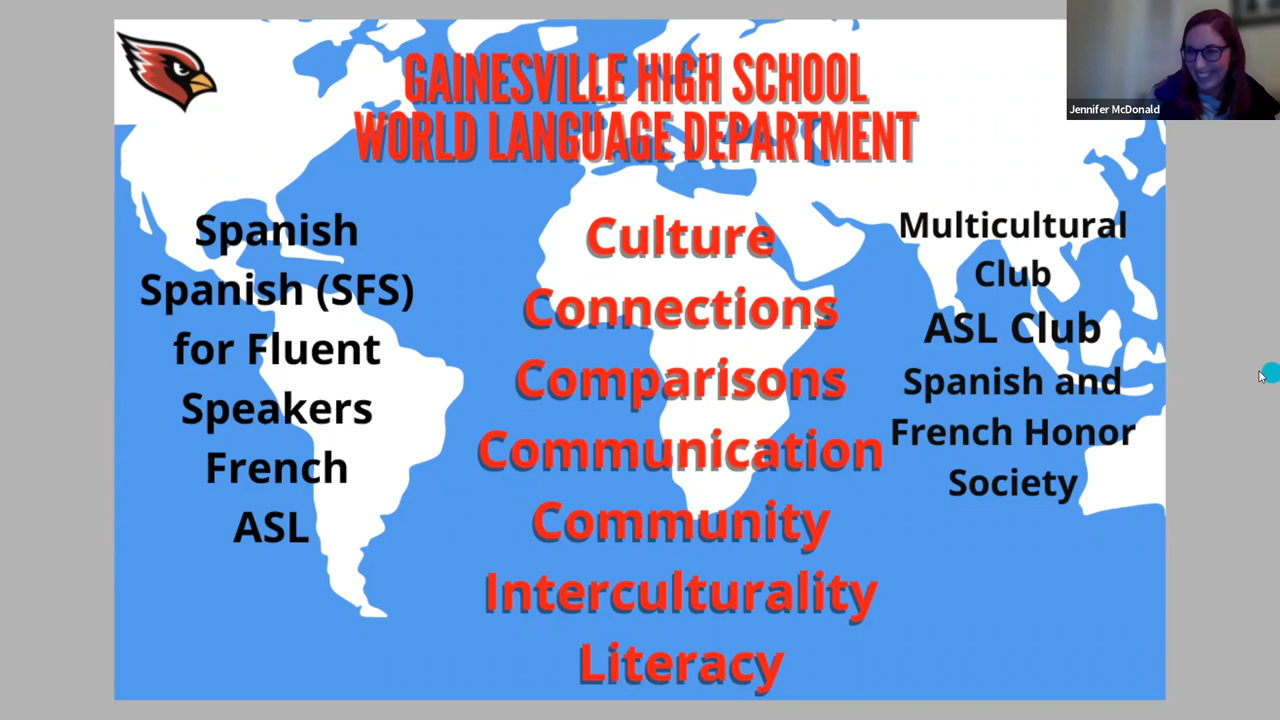 GAINESVILLE HIGH SCHOOL
WORLD LANGUAGE DEPARTMENT
Jennifer McDonald
Spanish
Spanish (SFS)
for Fluent
Speakers
French
ASL
Culture
Connections
Comparisons
Communication
Community
Interculturality
Literacy
Multicultural
Club
ASL Club
Spanish and
French Honor
Society